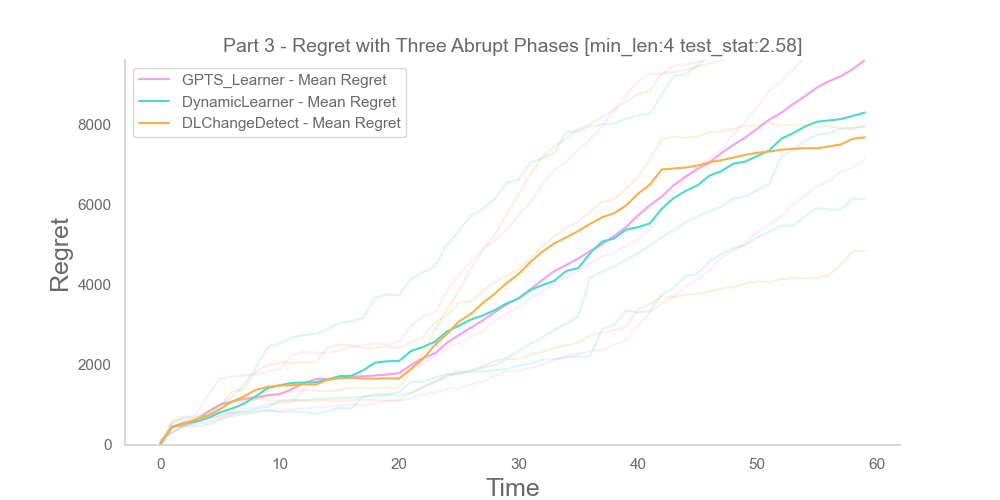 Part 3 - Regret with Three Abrupt Phases [min_len:4 test_stat:2.58]
GPTS_Learner - Mean Regret
DynamicLearner - Mean Regret
DLChangeDetect - Mean Regret
Regret
8000
6000
4000
2000
0
0 10 20 30 40 50 60
Time